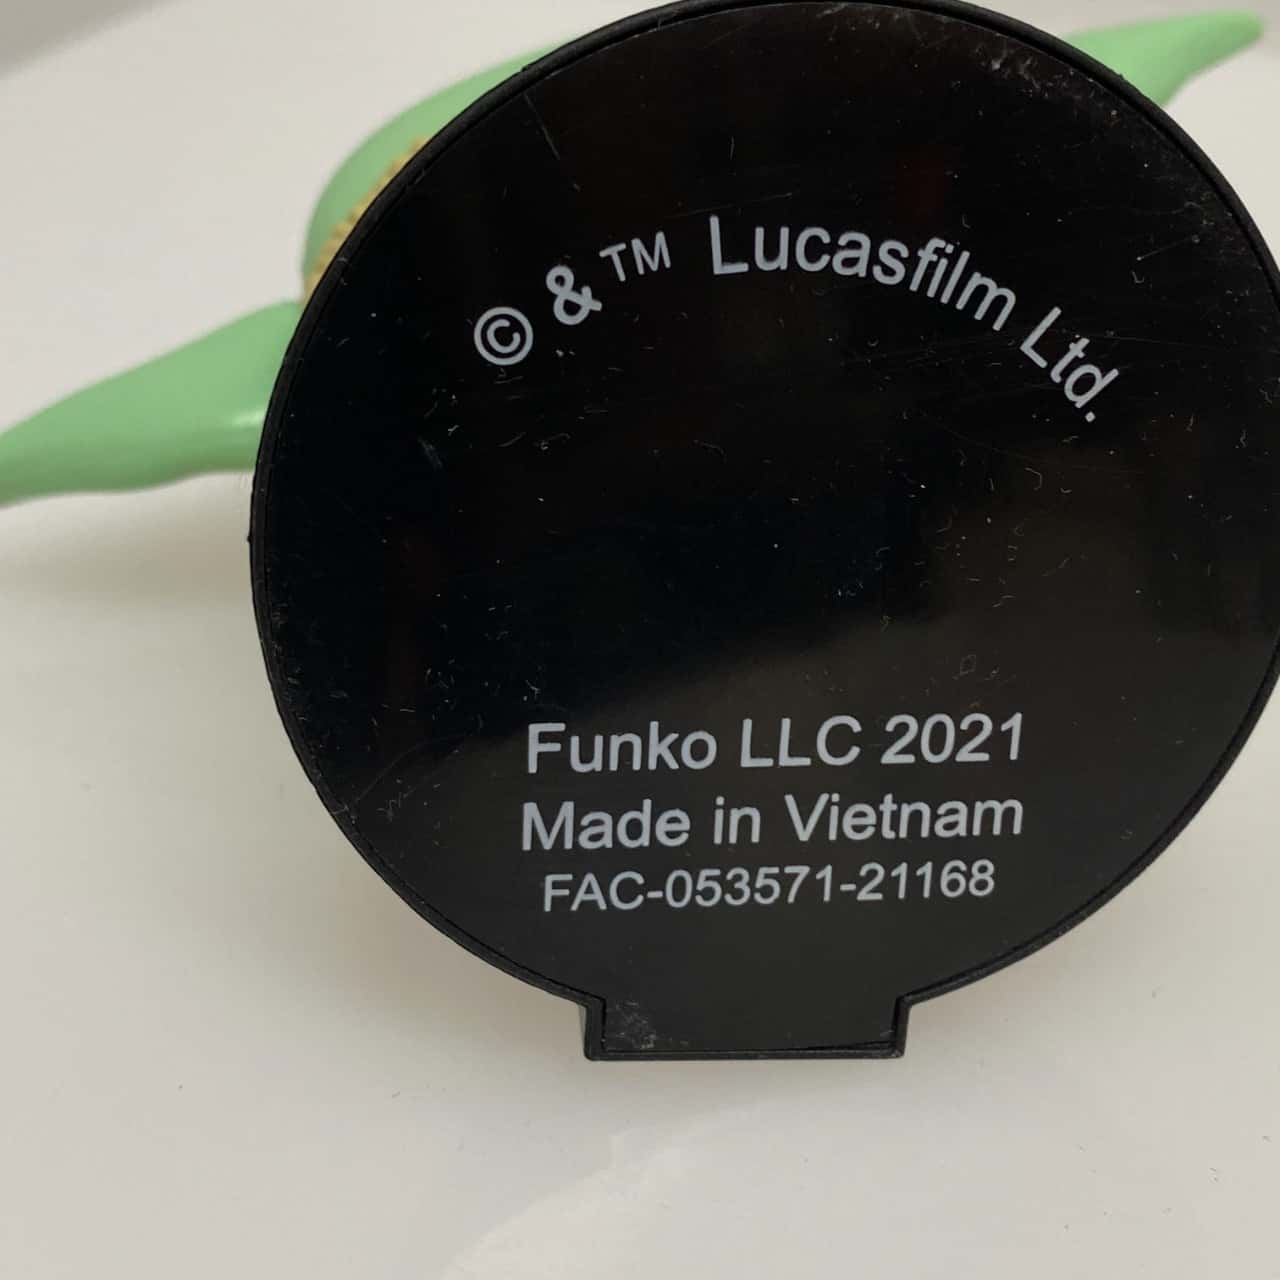 © & ™ Lucasfilm Ltd.
Funko LLC 2021
Made in Vietnam
FAC-053571-21168